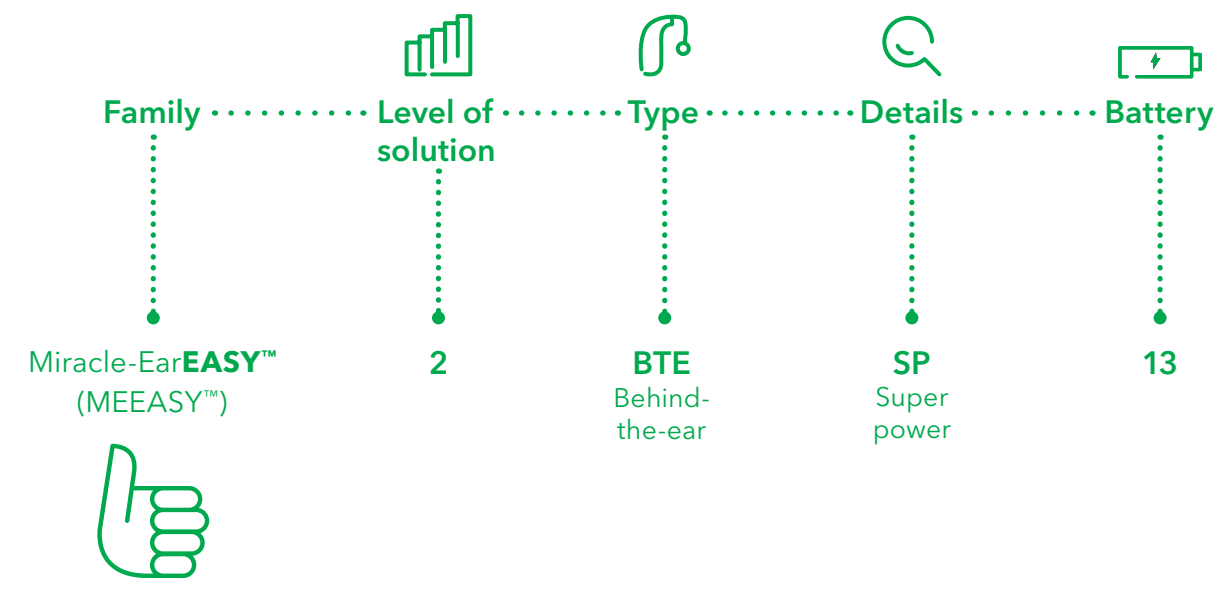 Family Level of Type Details Battery
solution
Miracle-EarEASY™ 2 BTE SP 13
(MEEASY™) Behind- Super
the-ear power